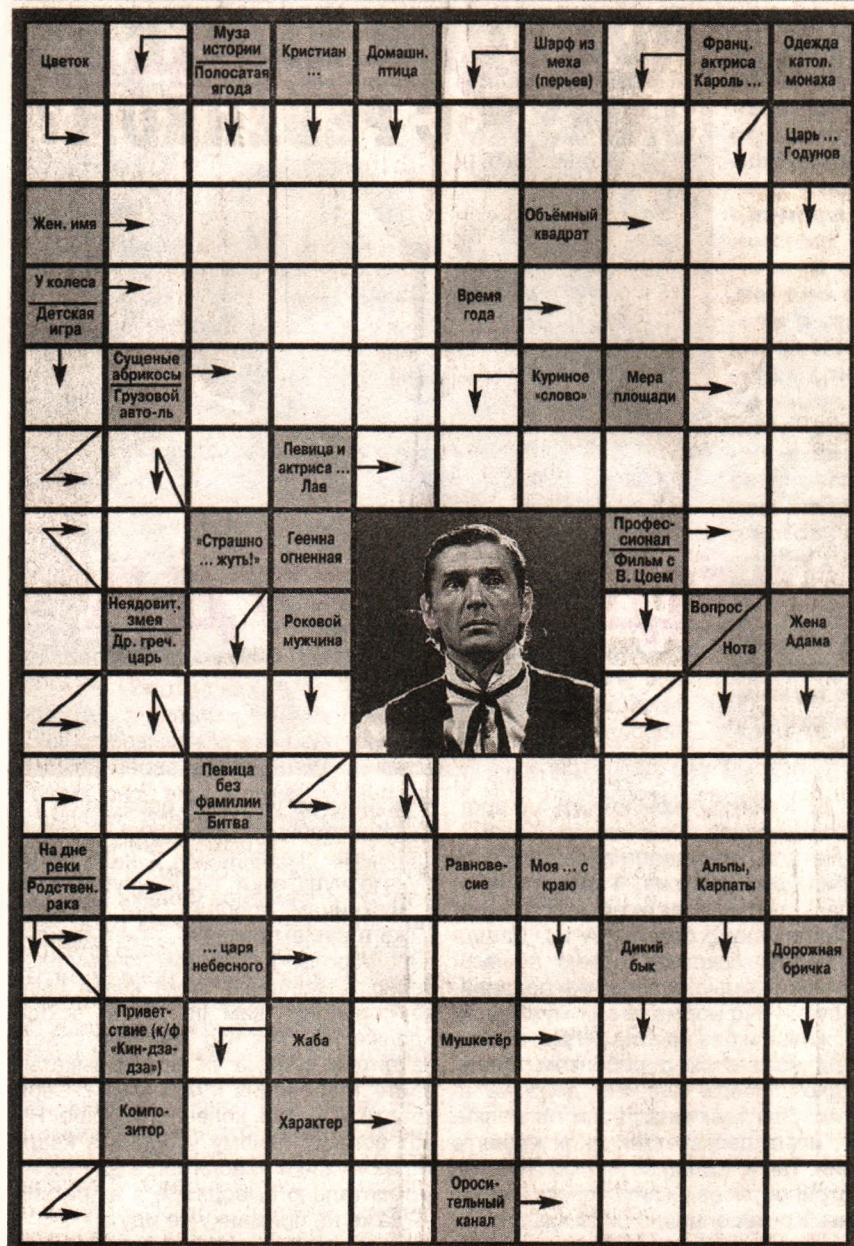 Цветок
Муза
истории
Полосатая
ягода
Кристиан
...
Домашн.
птица
Шарф из
меха
(перьев)
Франц.
актриса
Кароль ...
Одежда
катол.
монаха
Царь ...
Годунов
Жен. имя
Объёмный
квадрат
У колеса
Детская
игра
Время
года
Сущеные
абрикосы
Грузовой
авто-ль
Куриное
«слово»
Мера
площади
Певица и
актриса ...
Лав
«Страшно
... жуть!»
Геенна
огненная
Профес-
сионал
Фильм с
В. Цоем
Неядовит.
змея
Др. греч.
царь
Роковой
мужчина
Вопрос
Нота
Жена
Адама
Певица
без
фамилии
Битва
На дне
реки
Родствен.
рака
Равнове-
сие
Моя ... с
краю
Альпы,
Карпаты
... царя
небесного
Дикий
бык
Дорожная
бричка
Привет-
ствие (к/ф
«Кин-дза-
дза»)
Жаба
Мушкетёр
Компо-
зитор
Характер
Ороси-
тельный
канал